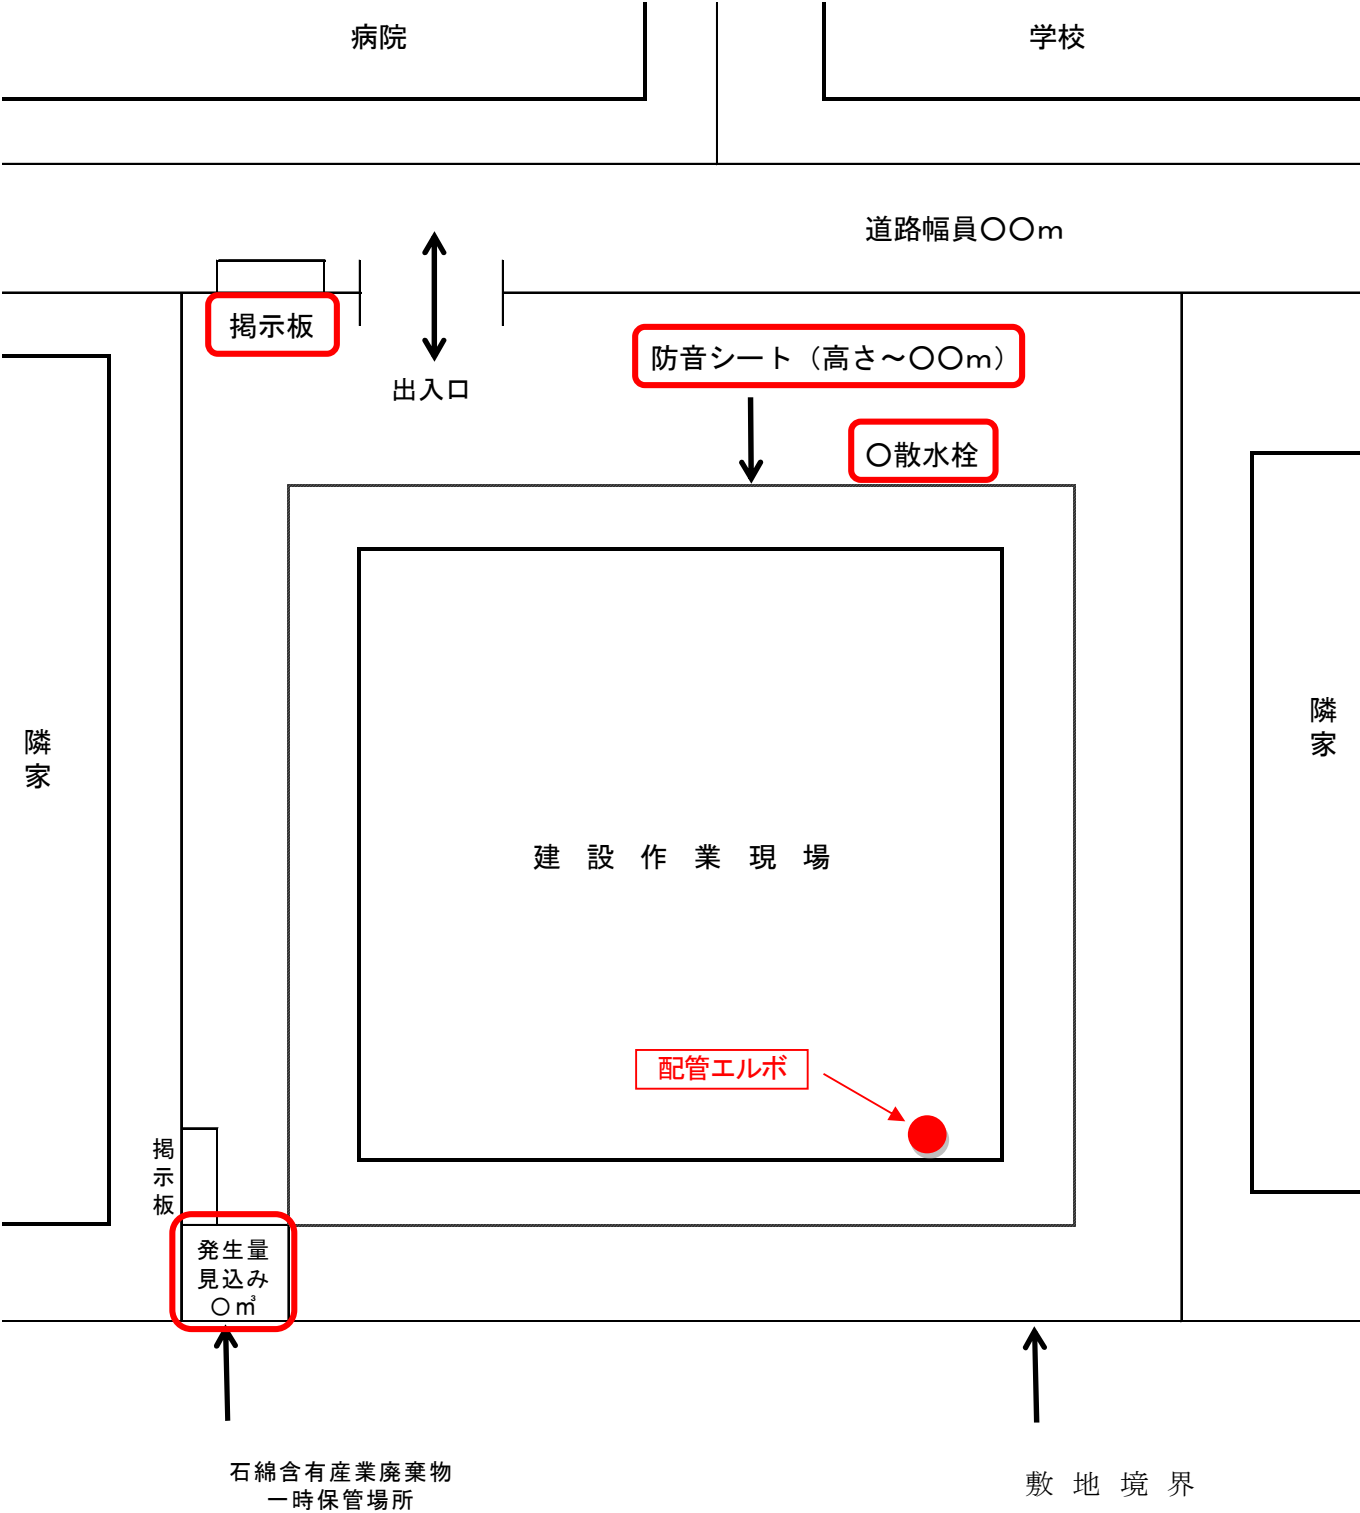 病院
学校
道路幅員〇〇ｍ
掲示板
出入口
防音シート（高さ～〇〇ｍ）
〇散水栓
隣家
隣家
建設作業現場
配管エルボ
掲示板
発生量
見込み
〇㎥
石綿含有産業廃棄物
一時保管場所
敷地境界